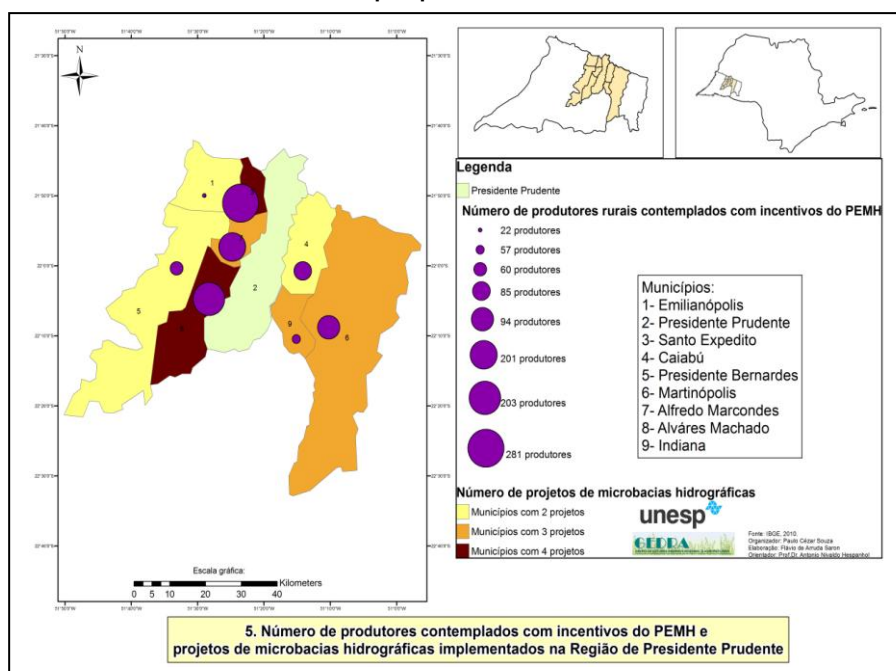 N
1
4
5
2
9
6
Legenda
Presidente Prudente
Número de produtores rurais contemplados com incentivos do PEMH
22 produtores
57 produtores
60 produtores
85 produtores
94 produtores
201 produtores
203 produtores
281 produtores
Municípios:
1- Emilianópolis
2- Presidente Prudente
3- Santo Expedito
4- Caiabú
5- Presidente Bernardes
6- Martinópolis
7- Alfredo Marcondes
8- Alváres Machado
9- Indiana
Número de projetos de microbacias hidrográficas
Municípios com 2 projetos
Municípios com 3 projetos
Municípios com 4 projetos
unesp
GEDRA
Fonte: IBGE, 2010.
Organizador: Paulo Cézar Souza
Elaboração: Flávio de Arruda Saron
Orientador: Prof.Dr. Antonio Nivaldo Hespanhol
Escala gráfica:
Kilometers
0 5 10 20 30 40
5. Número de produtores contemplados com incentivos do PEMH e
projetos de microbacias hidrográficas implementados na Região de Presidente Prudente